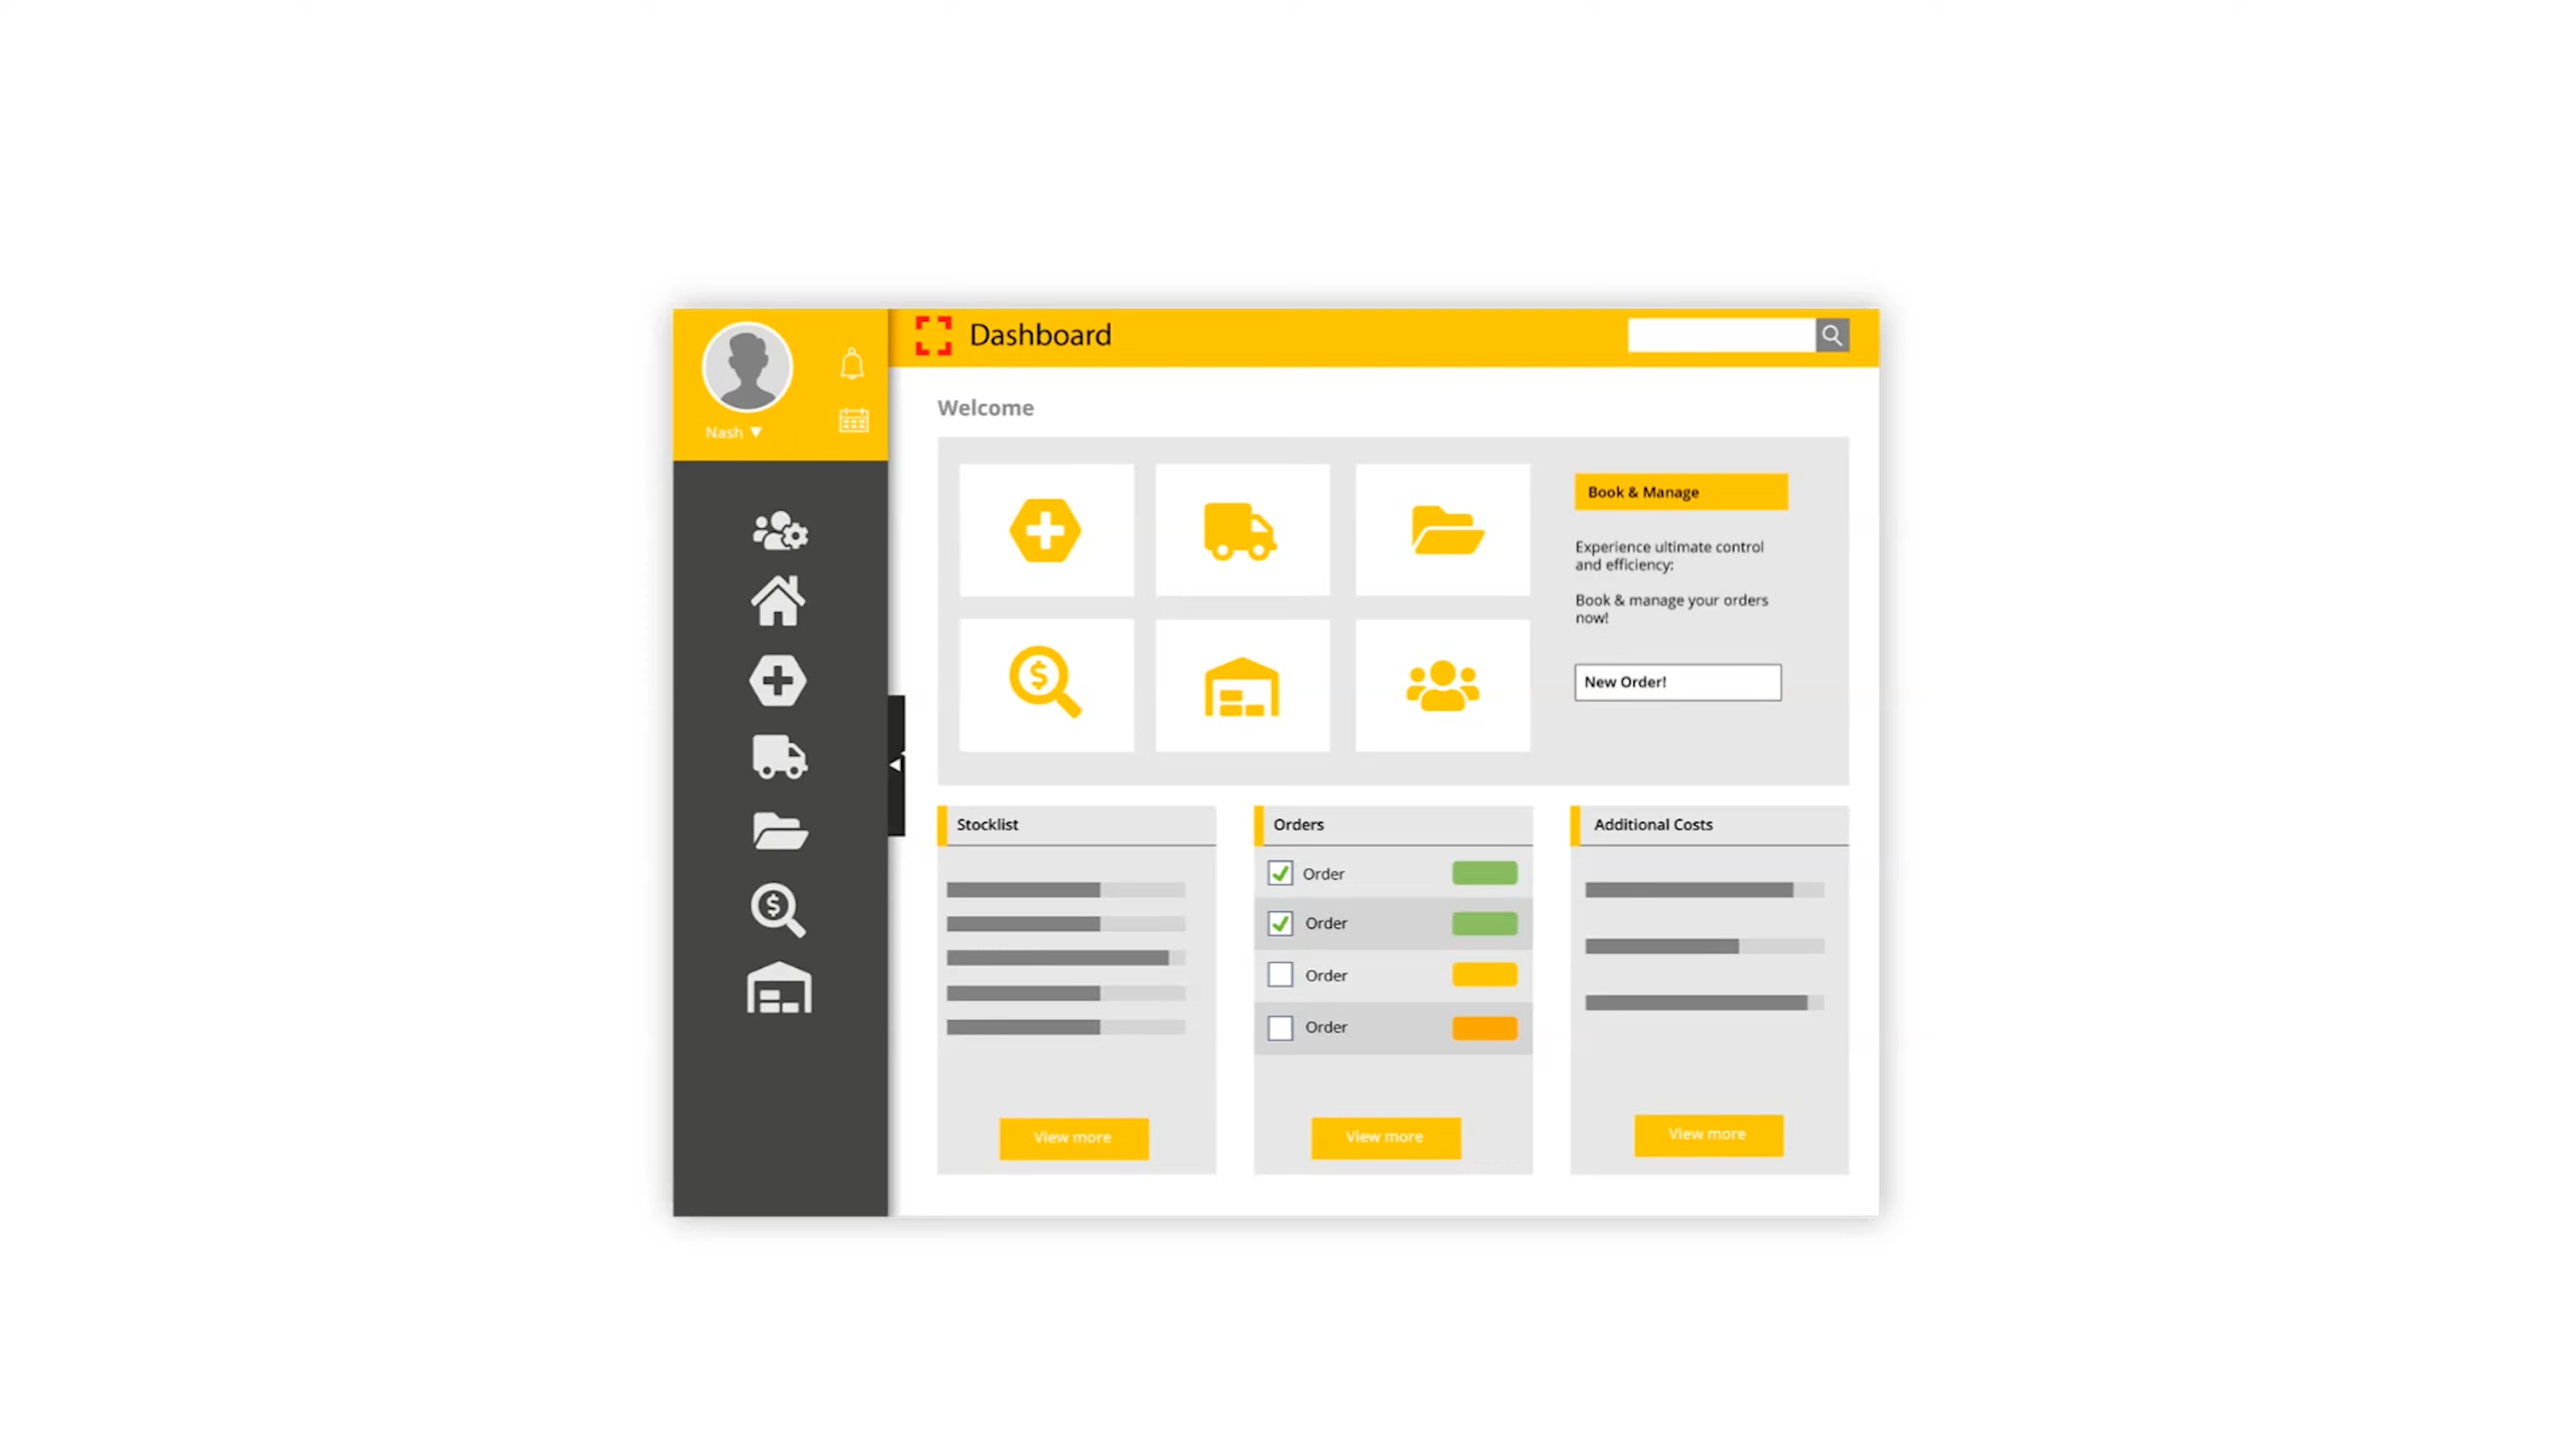 Dashboard
Nash
Welcome
Book & Manage
Experience ultimate control
and efficiency:
Book & manage your orders
now!
New Order!
Stocklist
View more
Orders
Order
Order
Order
Order
View more
Additional Costs
View more